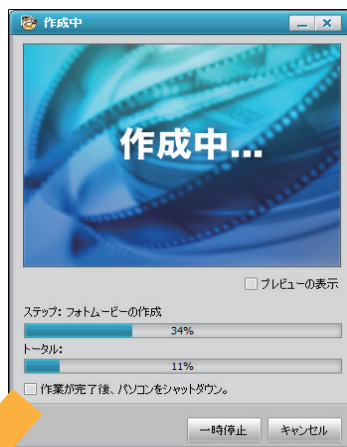 作成中
作成中...
プレビューの表示
ステップ: フォトムービーの作成
34%
トータル:
11%
作業が完了後、パソコンをシャットダウン。
一時停止 キャンセル